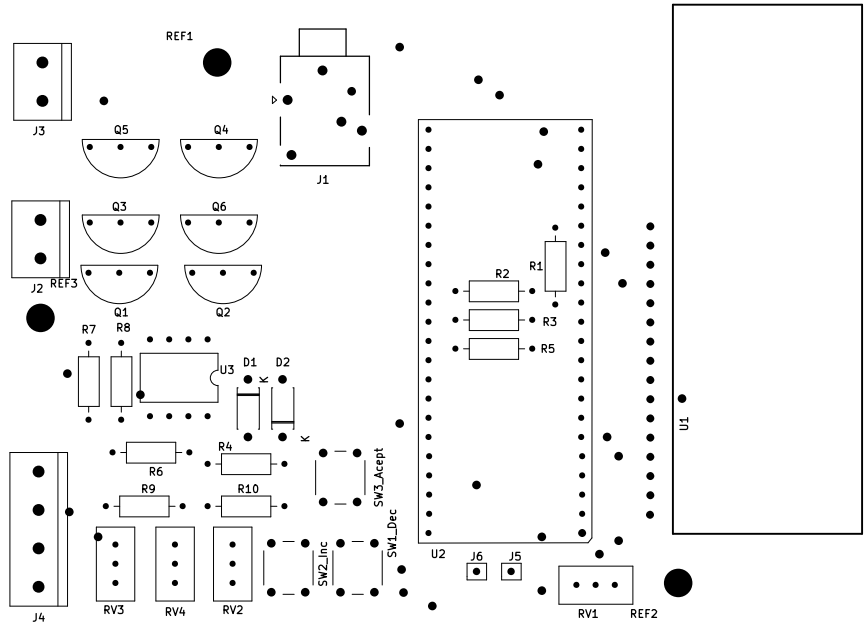 REF1
J3
Q5
Q4
J1
Q3
Q6
R1
R2
J2
REF3
Q1
Q2
R3
R7
R8
R5
U3
D1
D2
K
K
U1
R4
R6
SW3_Acept
R9
R10
SW1_Dec
SW2_Inc
U2
J6
J5
J4
RV3
RV4
RV2
RV1
REF2